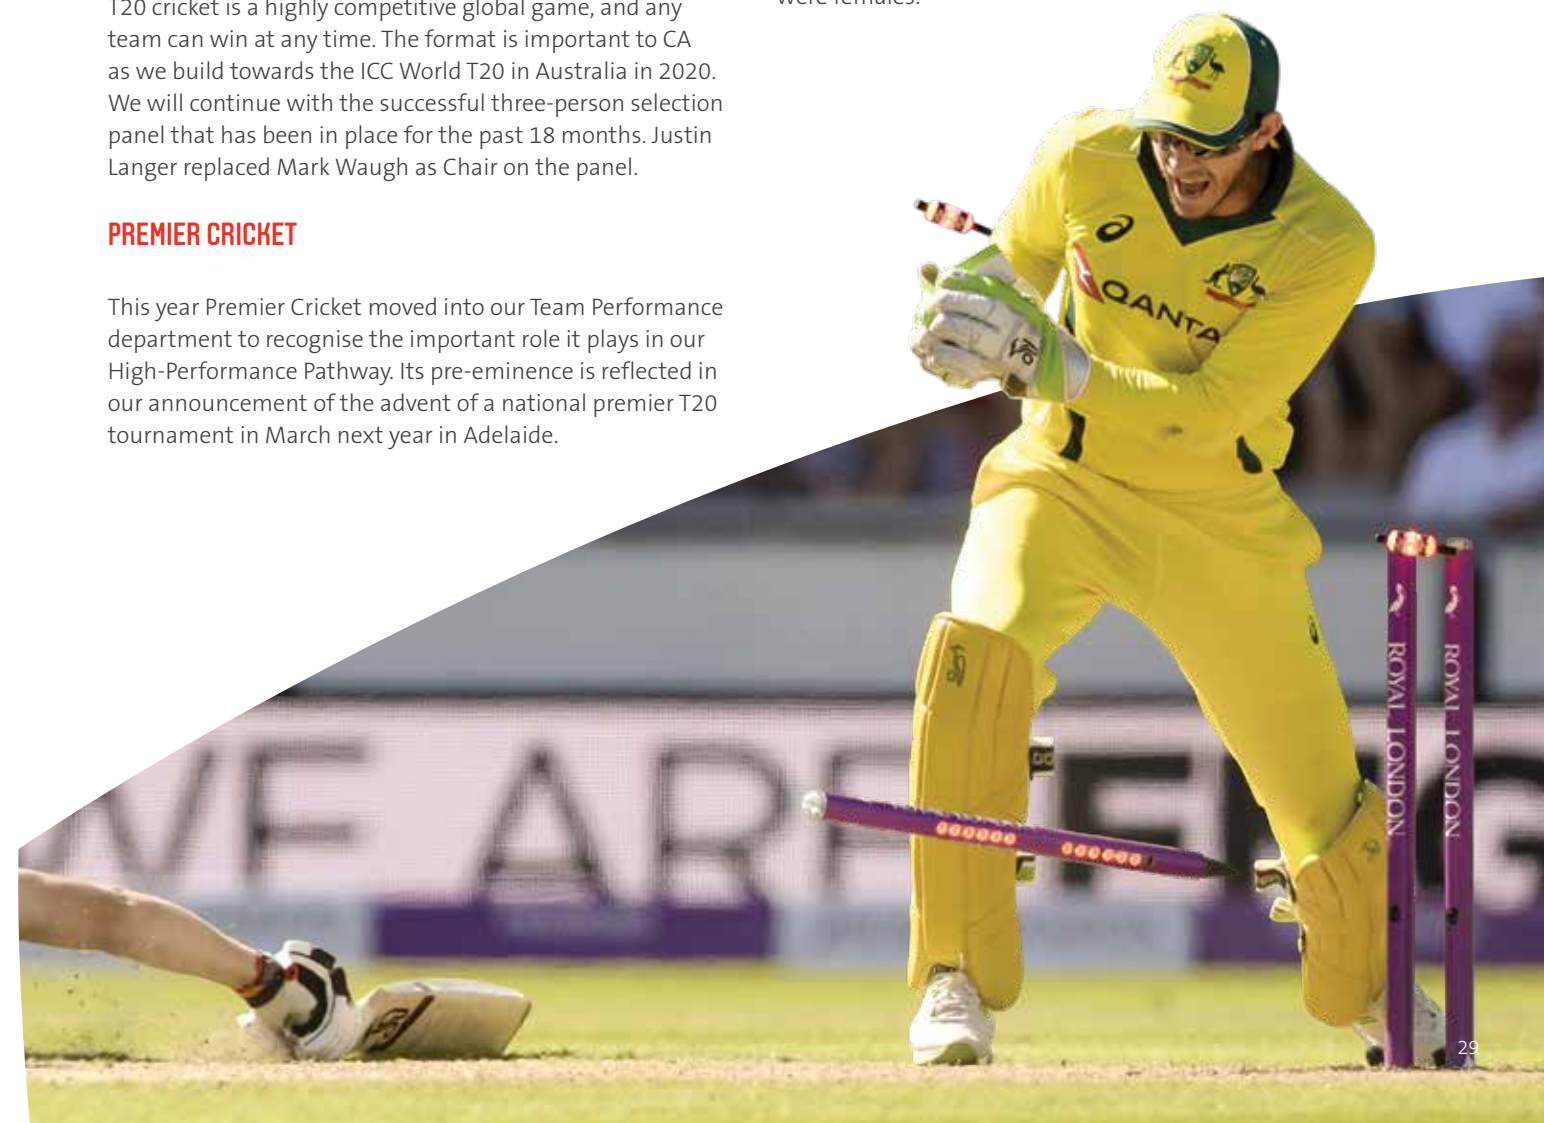 T20 cricket is a highly competitive global game, and any
team can win at any time. The format is important to CA
as we build towards the ICC World T20 in Australia in 2020.
We will continue with the successful three-person selection
panel that has been in place for the past 18 months. Justin
Langer replaced Mark Waugh as Chair on the panel.
PREMIER CRICKET
This year Premier Cricket moved into our Team Performance
department to recognise the important role it plays in our
High-Performance Pathway. Its pre-eminence is reflected in
our announcement of the advent of a national premier T20
tournament in March next year in Adelaide.
were females.
QANTA
ROYAL LONDON
ROYAL LONDON
WE ARE ENG
29